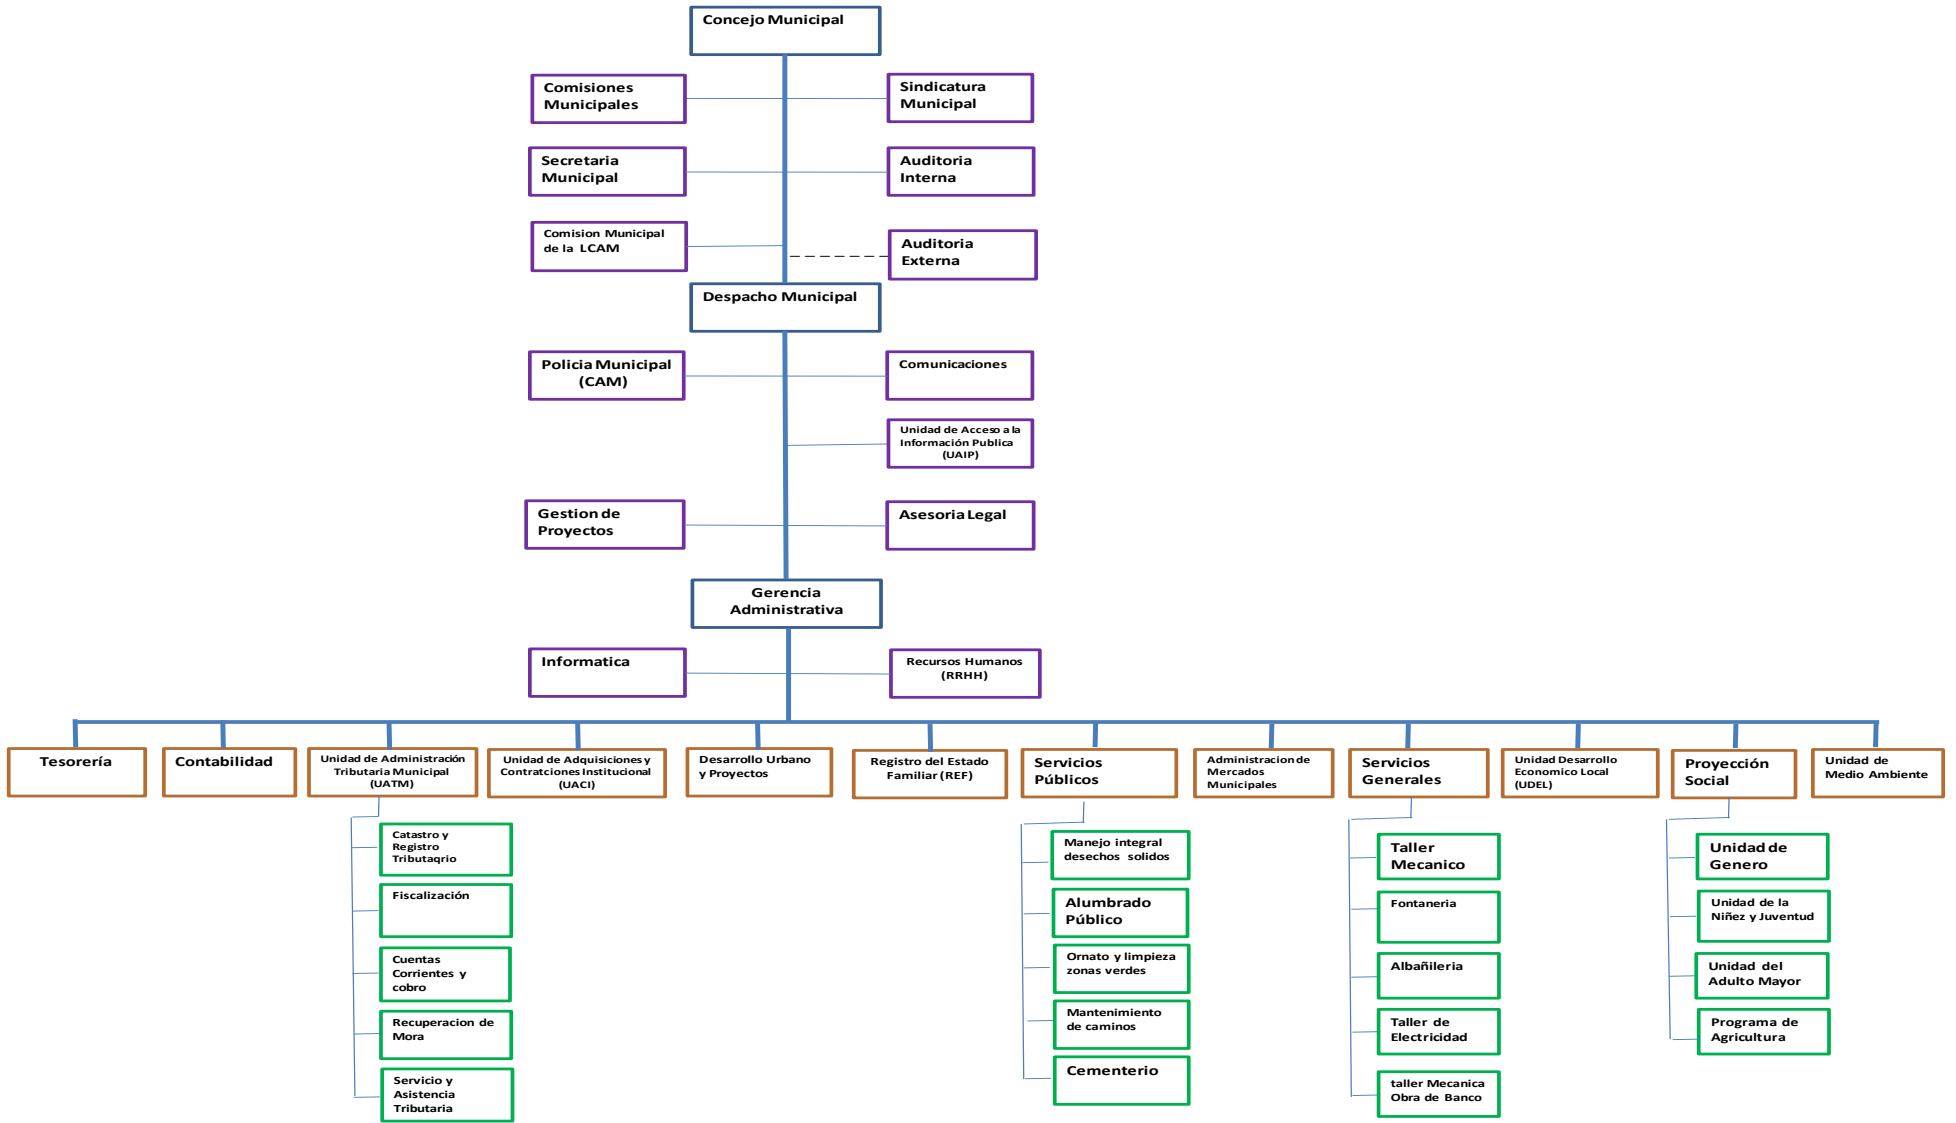 Concejo Municipal
Comisiones
Municipales
Sindicatura
Municipal
Secretaria
Municipal
Auditoria
Interna
Comision Municipal
de la LCAM
Auditoria
Externa
Despacho Municipal
Policia Municipal
(CAM)
Comunicaciones
Unidad de Acceso a la
Información Publica
(UAIP)
Gestion de
Proyectos
Asesoria Legal
Gerencia
Administrativa
Informatica
Recursos Humanos
(RRHH)
Tesorería
Contabilidad
Unidad de Administración
Tributaria Municipal
(UATM)
Unidad de Adquisiciones y
Contratciones Institucional
(UACI)
Desarrollo Urbano
y Proyectos
Registro del Estado
Familiar (REF)
Servicios
Públicos
Administracion de
Mercados
Municipales
Servicios
Generales
Unidad Desarrollo
Economico Local
(UDEL)
Proyección
Social
Unidad de
Medio Ambiente
Catastro y
Registro
Tributaqrio
Fiscalización
Cuentas
Corrientes y
cobro
Recuperacion de
Mora
Servicio y
Asistencia
Tributaria
Manejo integral
desechos solidos
Alumbrado
Público
Ornato y limpieza
zonas verdes
Mantenimiento
de caminos
Cementerio
Taller
Mecanico
Fontaneria
Albañileria
Taller de
Electricidad
taller Mecanica
Obra de Banco
Unidad de
Genero
Unidad de la
Niñez y Juventud
Unidad del
Adulto Mayor
Programa de
Agricultura